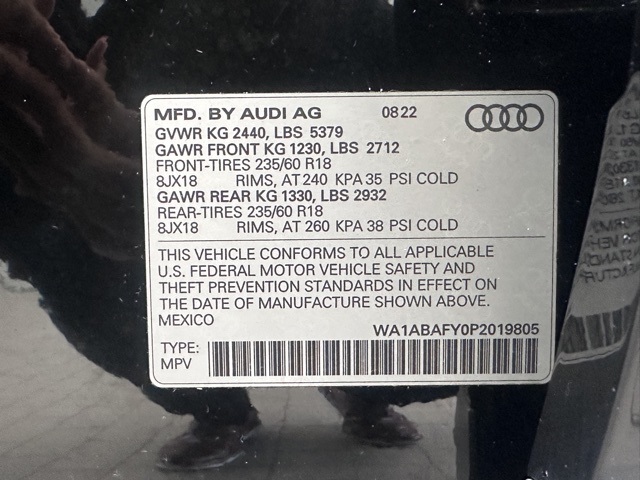 MFD. BY AUDI AG 0822
GVWR KG 2440, LBS 5379
GAWR FRONT KG 1230, LBS 2712
FRONT-TIRES 235/60 R18
8JX18 RIMS, AT 240 KPA 35 PSI COLD
GAWR REAR KG 1330, LBS 2932
REAR-TIRES 235/60 R18
8JX18 RIMS, AT 260 KPA 38 PSI COLD
THIS VEHICLE CONFORMS TO ALL APPLICABLE
U.S. FEDERAL MOTOR VEHICLE SAFETY AND
THEFT PREVENTION STANDARDS IN EFFECT ON
THE DATE OF MANUFACTURE SHOWN ABOVE.
MEXICO
WA1ABAFY0P2019805
TYPE:
MPV